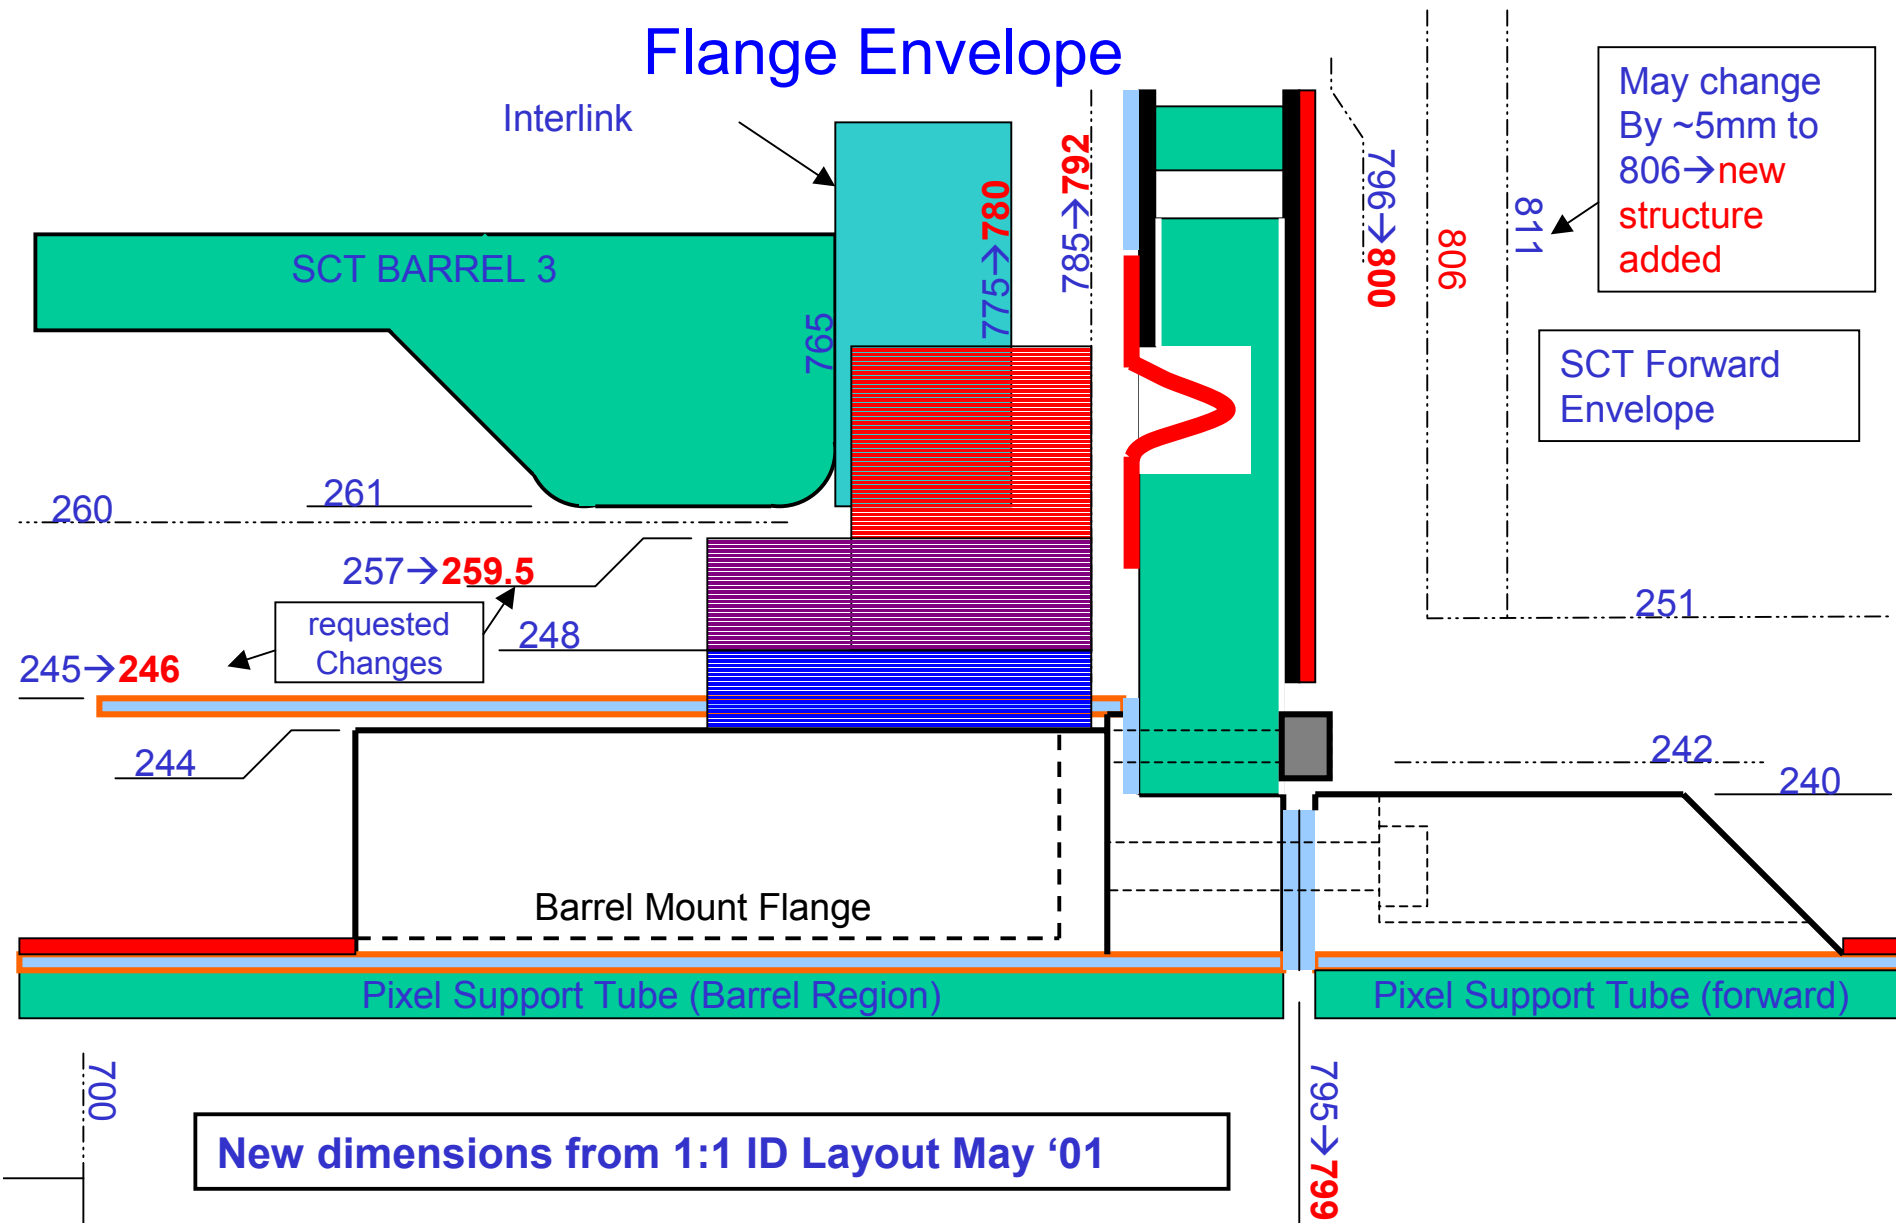 Flange Envelope
Interlink
May change
By ~5mm to
806→new
structure
added
SCT BARREL 3
765
775→780
785→792
796→800
806
811
SCT Forward
Envelope
260
261
257→259.5
requested
Changes
248
245→246
251
244
242
240
Barrel Mount Flange
Pixel Support Tube (Barrel Region)
Pixel Support Tube (forward)
700
795→799
New dimensions from 1:1 ID Layout May ‘01